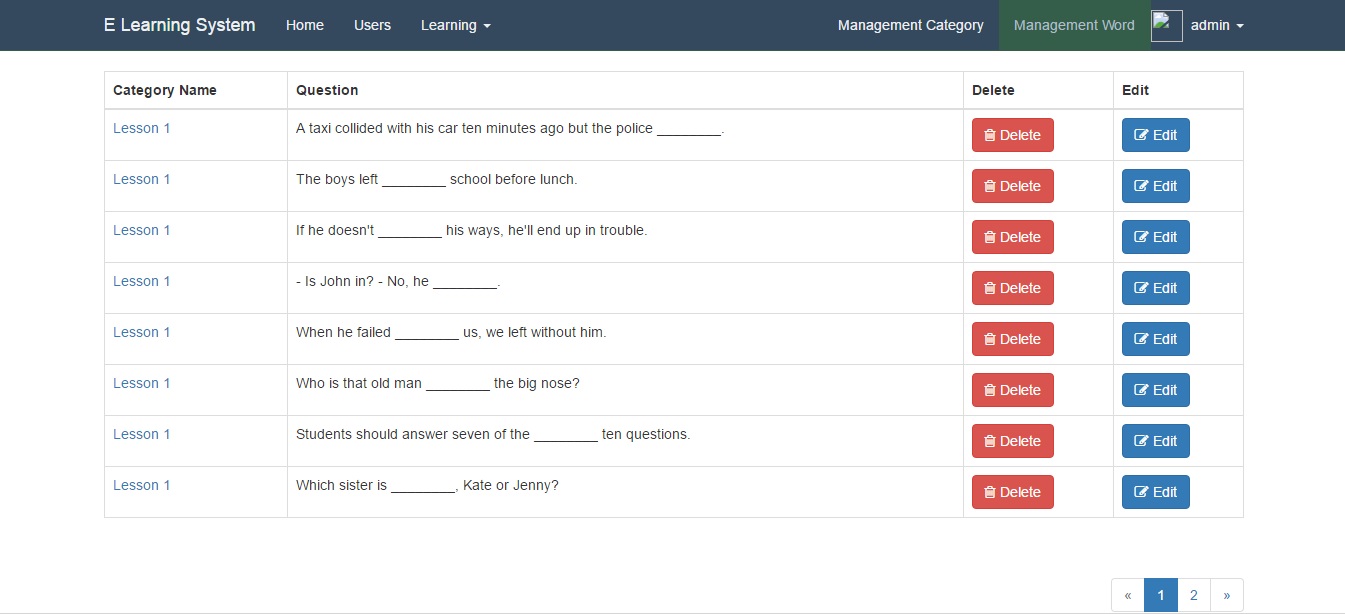 E Learning System Home Users Learning Management Category Management Word admin
Category Name Question Delete Edit
Lesson 1 A taxi collided with his car ten minutes ago but the police ________. Delete Edit
Lesson 1 The boys left ________ school before lunch. Delete Edit
Lesson 1 If he doesn't ________ his ways, he'll end up in trouble. Delete Edit
Lesson 1 - Is John in? - No, he ________. Delete Edit
Lesson 1 When he failed ________ us, we left without him. Delete Edit
Lesson 1 Who is that old man ________ the big nose? Delete Edit
Lesson 1 Students should answer seven of the ________ ten questions. Delete Edit
Lesson 1 Which sister is ________, Kate or Jenny? Delete Edit
« 1 2 »